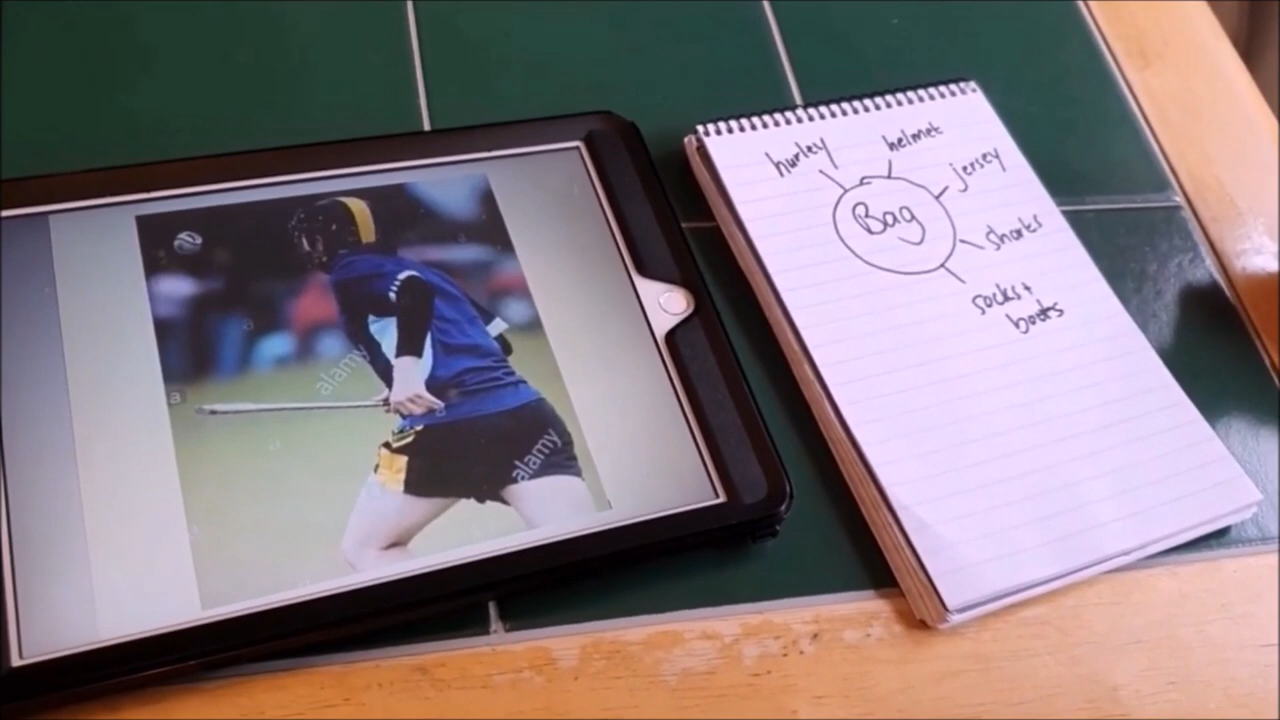 alamy
a
alamy
hurley
helmet
jersey
Bag
shorts
socks +
boots